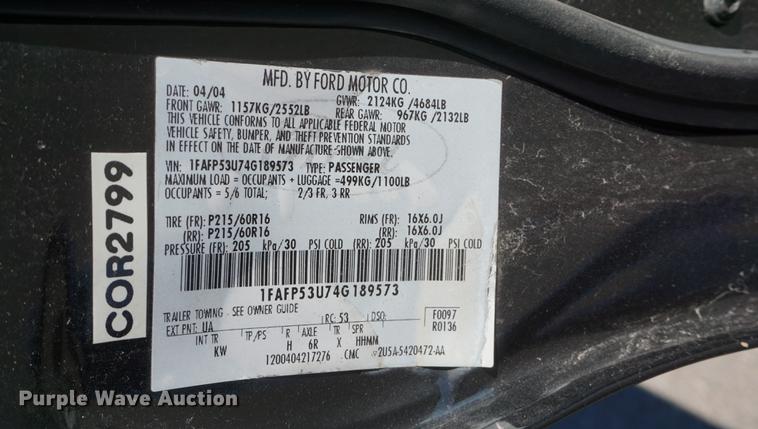 MFD. BY FORD MOTOR CO.
DATE: 04/04 GVWR: 2124KG /4684LB
FRONT GAWR: 1157KG/2552LB REAR GAWR: 967KG /2132LB
THIS VEHICLE CONFORMS TO ALL APPLICABLE FEDERAL MOTOR
VEHICLE SAFETY, BUMPER, AND THEFT PREVENTION STANDARDS
IN EFFECT ON THE DATE OF MANUFACTURE SHOWN ABOVE.
VIN: 1FAFP53U74G189573 TYPE: PASSENGER
MAXIMUM LOAD = OCCUPANTS + LUGGAGE =499KG/1100LB
OCCUPANTS = 5/6 TOTAL; 2/3 FR, 3 RR
TIRE (FR): P215/60R16 RIMS (FR): 16X6.0J
(RR): P215/60R16 (RR): 16X6.0J
PRESSURE (FR): 205 kPa/30 PSI COLD (RR): 205 kPa/30 PSI COLD
1FAFP53U74G189573
TRAILER TOWING - SEE OWNER GUIDE
EXT PNT: UA RC: 53 DSO: F0097
R0136
INT TR TP/PS R AXLE TR SPR
KW H 6R X HHMM
1200404217276 CMC 2U5A-5420472-AA
COR2799
Purple Wave Auction